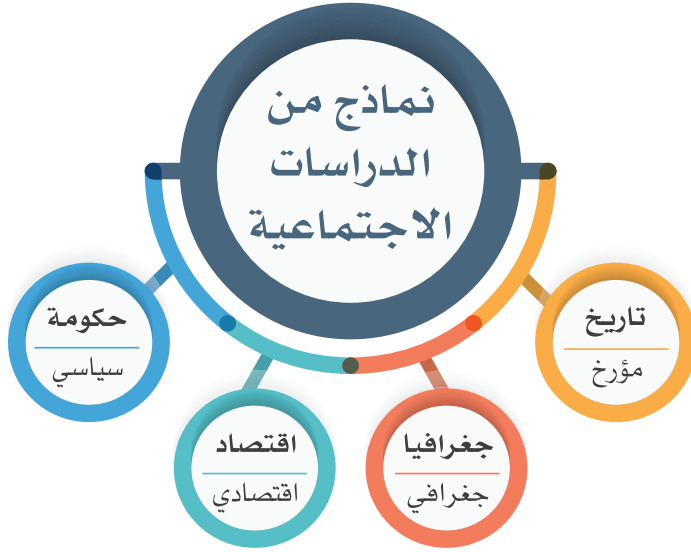 نماذج من
الدراسات
الاجتماعية
تاريخ
مؤرخ
جغرافيا
جغرافي
اقتصاد
اقتصادي
حكومة
سياسي